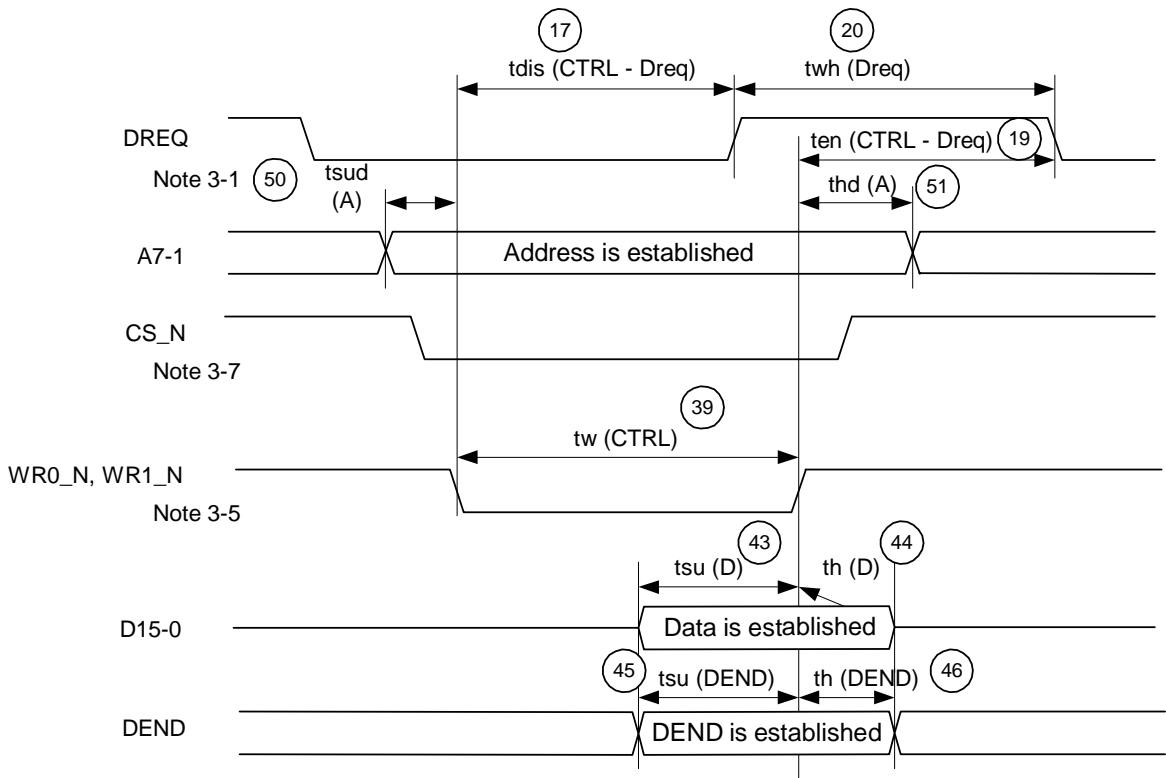 17
20
tdis (CTRL - Dreq)
twh (Dreq)
DREQ
ten (CTRL - Dreq)
19
Note 3-1
50
tsud
(A)
thd (A)
51
A7-1
Address is established
CS_N
Note 3-7
39
tw (CTRL)
WR0_N, WR1_N
Note 3-5
43
44
tsu (D)
th (D)
D15-0
Data is established
45
tsu (DEND)
th (DEND)
46
DEND
DEND is established